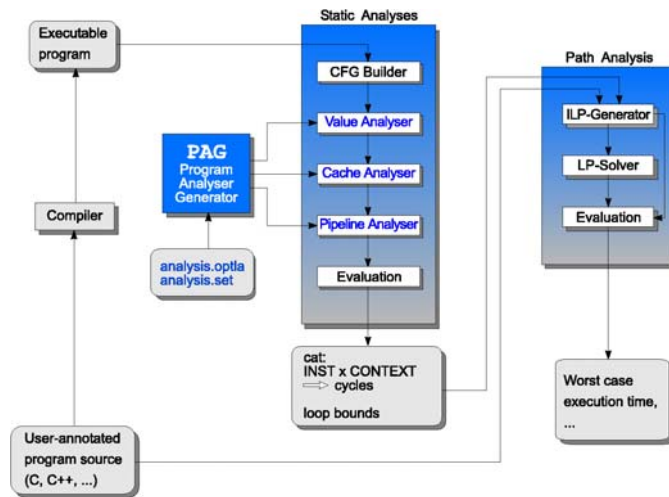 Static Analyses
Executable
program
CFG Builder
Path Analysis
ILP-Generator
Value Analyser
PAG
Program
Analyser
Generator
Cache Analyser
LP-Solver
Compiler
Pipeline Analyser
Evaluation
analysis.optla
analysis.set
Evaluation
cat:
INST x CONTEXT
cycles
loop bounds
Worst case
execution time,
...
User-annotated
program source
(C, C++, ...)